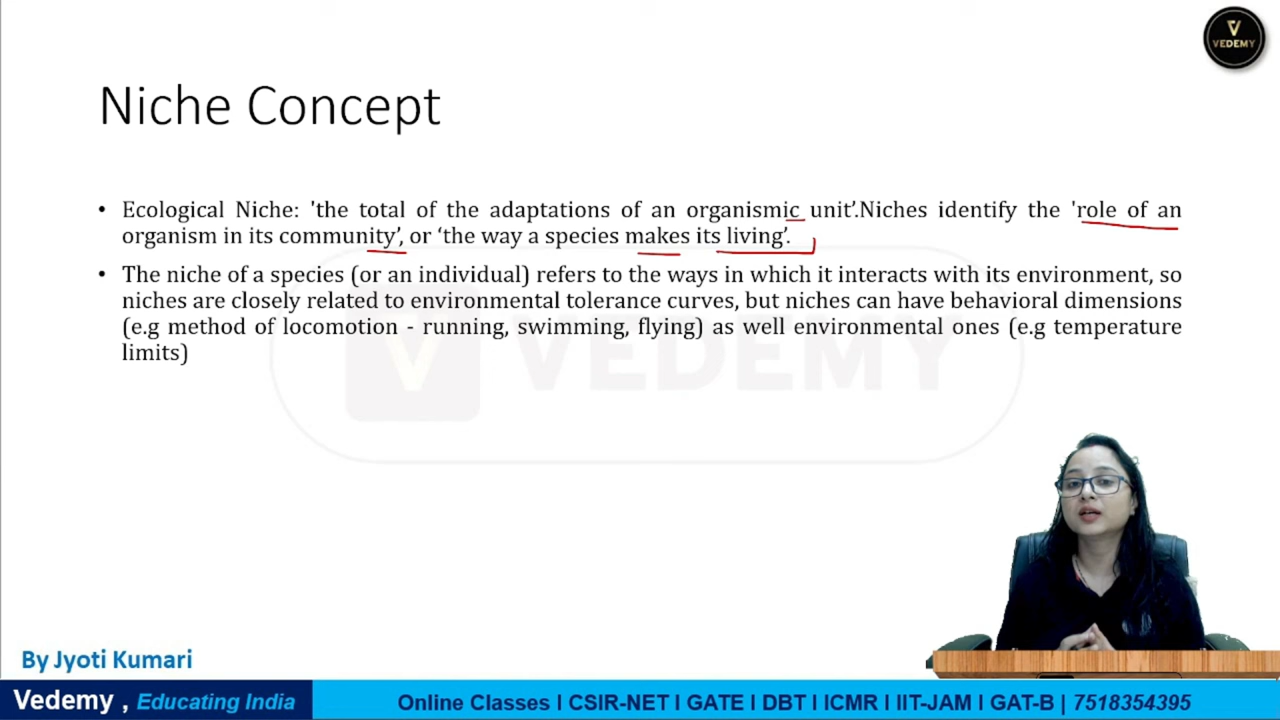 VEDEMY
Niche Concept
• Ecological Niche: 'the total of the adaptations of an organismic unit’.Niches identify the 'role of an
organism in its community’, or ‘the way a species makes its living’.
• The niche of a species (or an individual) refers to the ways in which it interacts with its environment, so
niches are closely related to environmental tolerance curves, but niches can have behavioral dimensions
(e.g method of locomotion - running, swimming, flying) as well environmental ones (e.g temperature
limits)
VEDEMY
By Jyoti Kumari
Vedemy , Educating India
Online Classes I CSIR-NET I GATE I DBT I ICMR I IIT-JAM I GAT-B | 7518354395